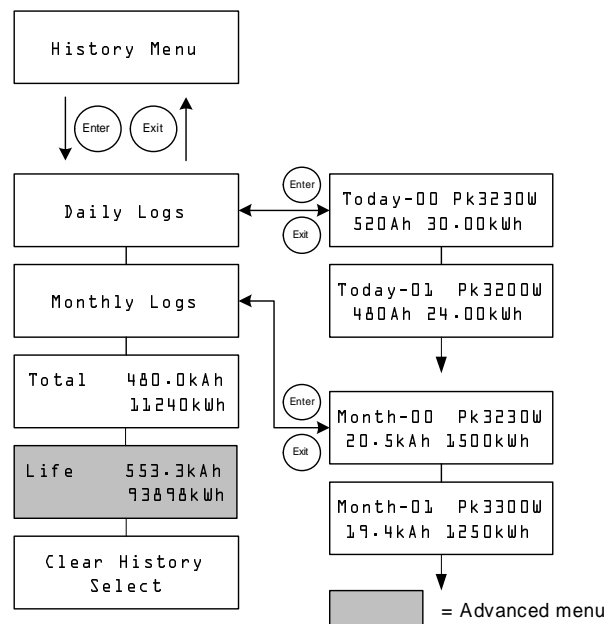 History Menu
Enter
Exit
Daily Logs
Enter
Exit
Today-00 Pk3230W
520Ah 30.00kWh
Today-01 Pk3200W
480Ah 24.00kWh
Monthly Logs
Total 480.0kAh
11240kWh
Life 553.3kAh
93898kWh
Clear History
Select
Enter
Exit
Month-00 Pk3230W
20.5kAh 1500kWh
Month-01 Pk3300W
19.4kAh 1250kWh
= Advanced menu